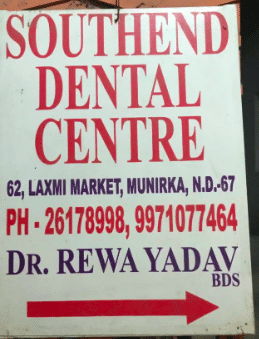 SOUTHEND
DENTAL
CENTRE
62, LAXMI MARKET, MUNIRKA, N.D.-67
PH - 26178998, 9971077464
DR. REWA YADAV
BDS